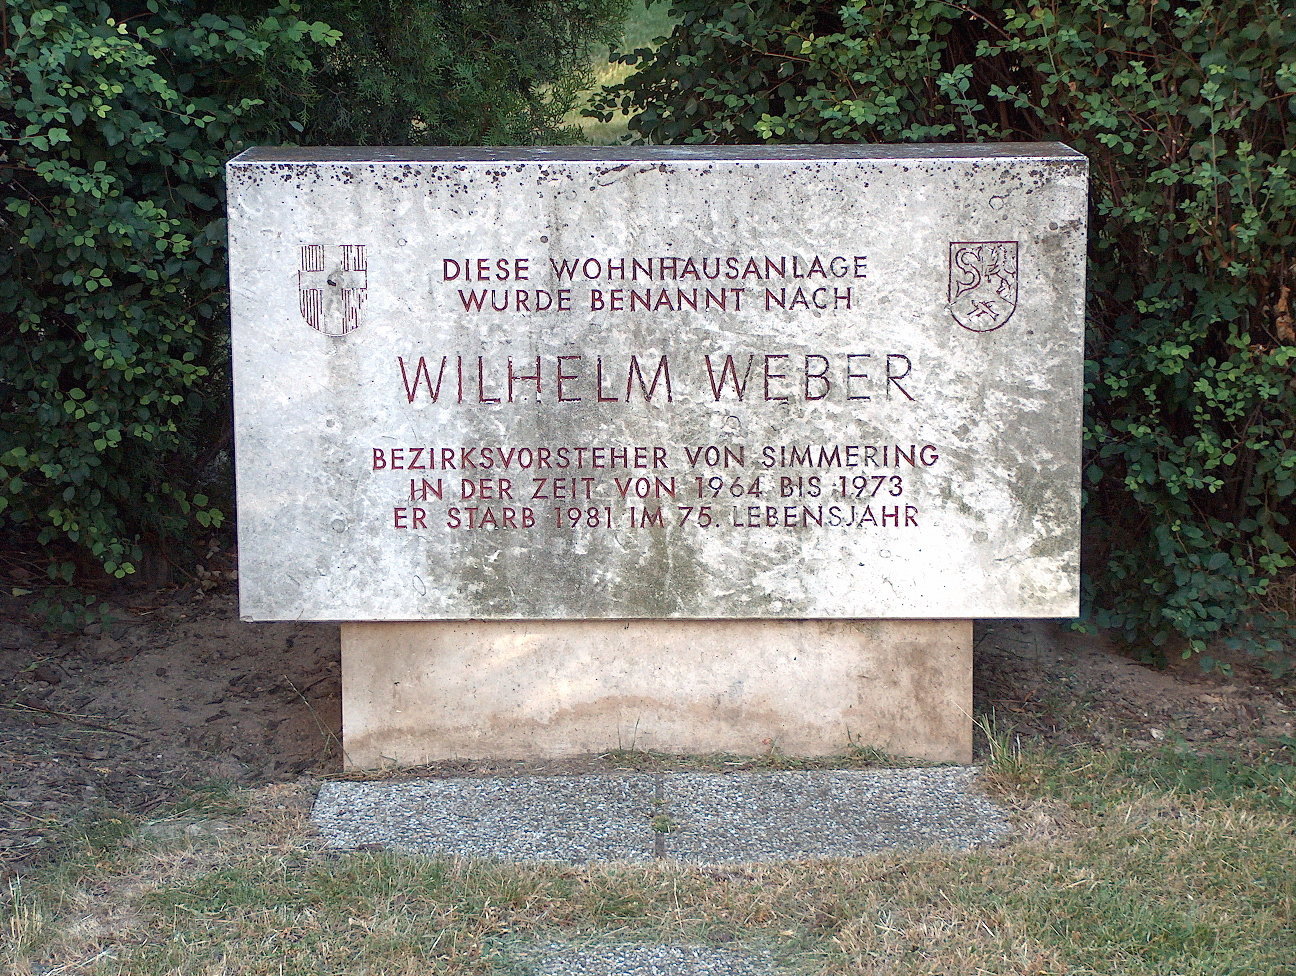 DIESE WOHNHAUSANLAGE
WURDE BENANNT NACH
WILHELM WEBER
BEZIRKSVORSTEHER VON SIMMERING
IN DER ZEIT VON 1964 BIS 1973
ER STARB 1981 IM 75. LEBENSJAHR
S